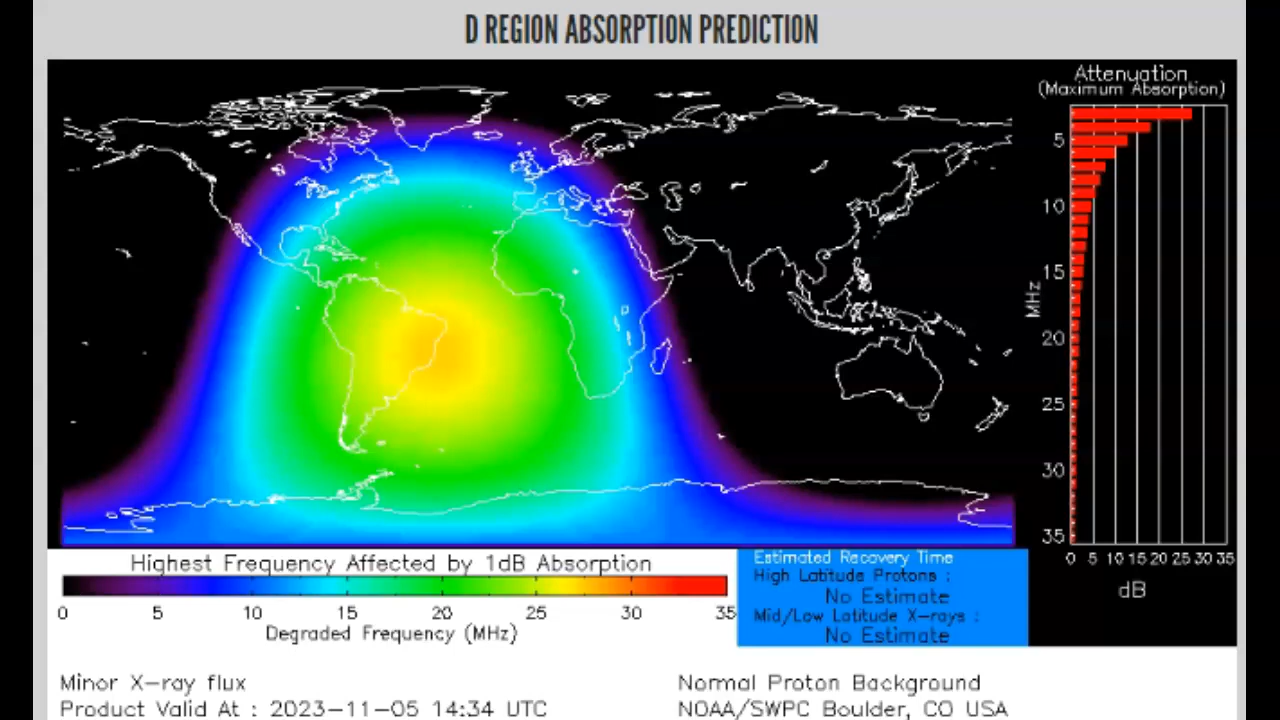 D REGION ABSORPTION PREDICTION
Attenuation
(Maximum Absorption)
5
10
15
20
25
30
35
MHz
0 5 10 15 20 25 30 35
dB
Highest Frequency Affected by 1dB Absorption
0 5 10 15 20 25 30 35
Degraded Frequency (MHz)
Estimated Recovery Time
High Latitude Protons :
No Estimate
Mid/Low Latitude X-rays :
No Estimate
Minor X-ray flux
Product Valid At : 2023-11-05 14:34 UTC
Normal Proton Background
NOAA/SWPC Boulder, CO USA